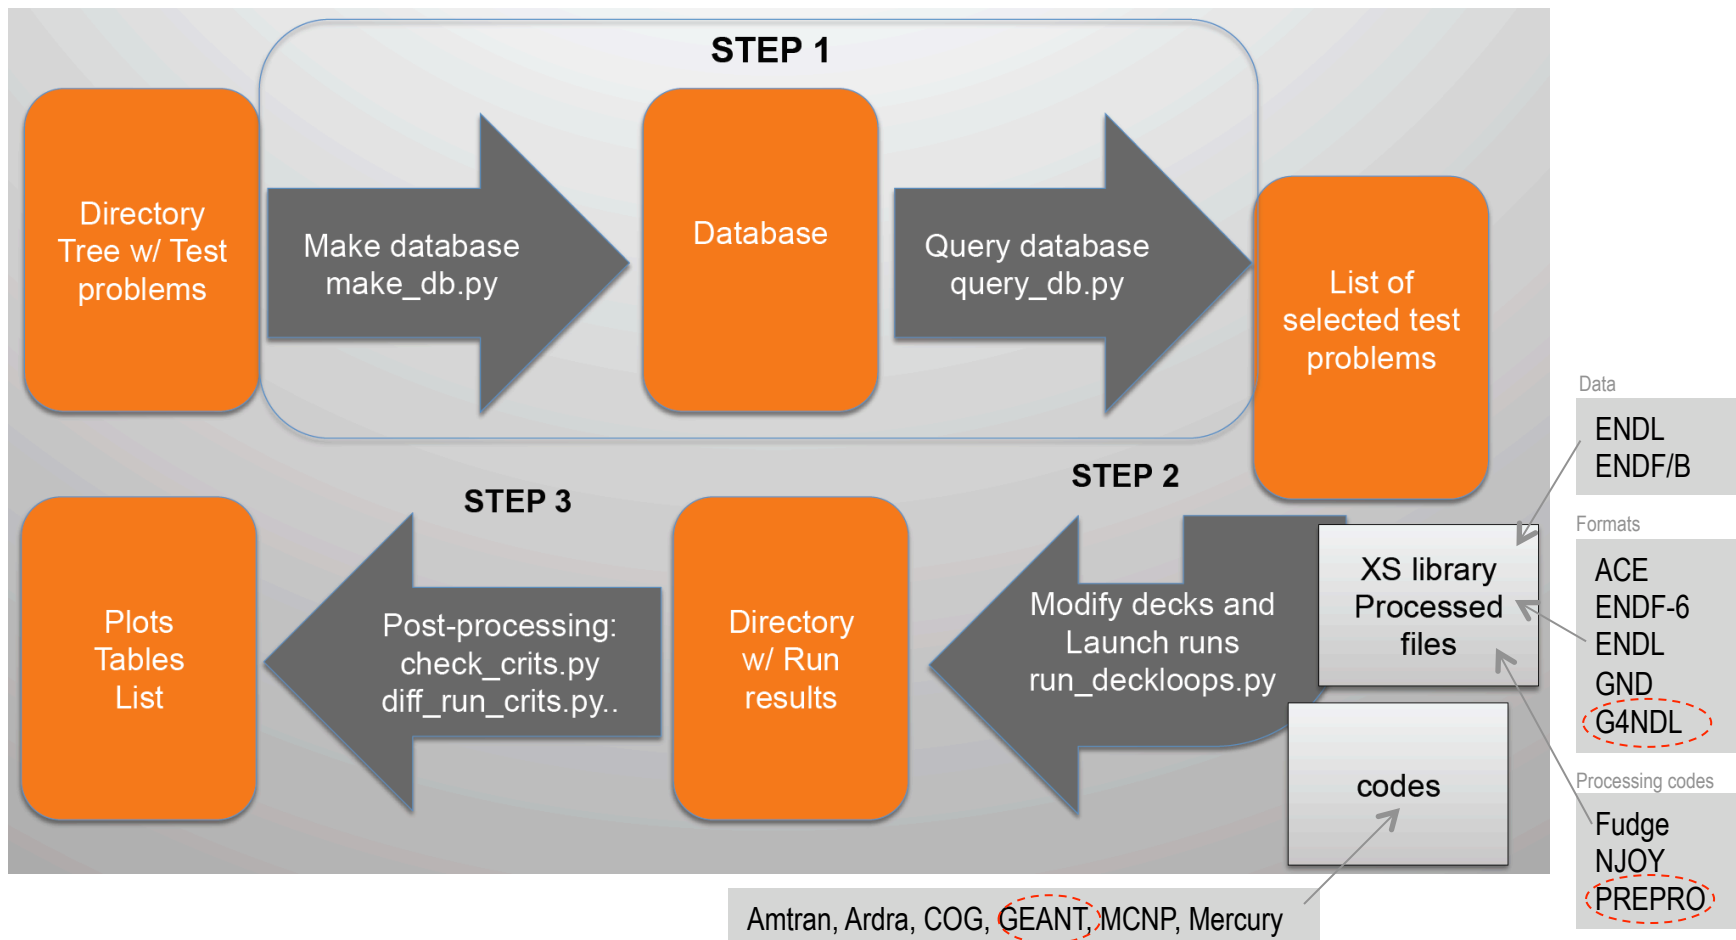 STEP 1
Directory
Tree w/ Test
problems
Make database
make_db.py
Database
Query database
query_db.py
List of
selected test
problems
STEP 2
STEP 3
Plots
Tables
List
Post-processing:
check_crits.py
diff_run_crits.py..
Directory
w/ Run
results
Modify decks and
Launch runs
run_deckloops.py
XS library
Processed
files
codes
Data
ENDL
ENDF/B
Formats
ACE
ENDF-6
ENDL
GND
G4NDL
Processing codes
Fudge
NJOY
PREPRO
Amtran, Ardra, COG, GEANT, MCNP, Mercury